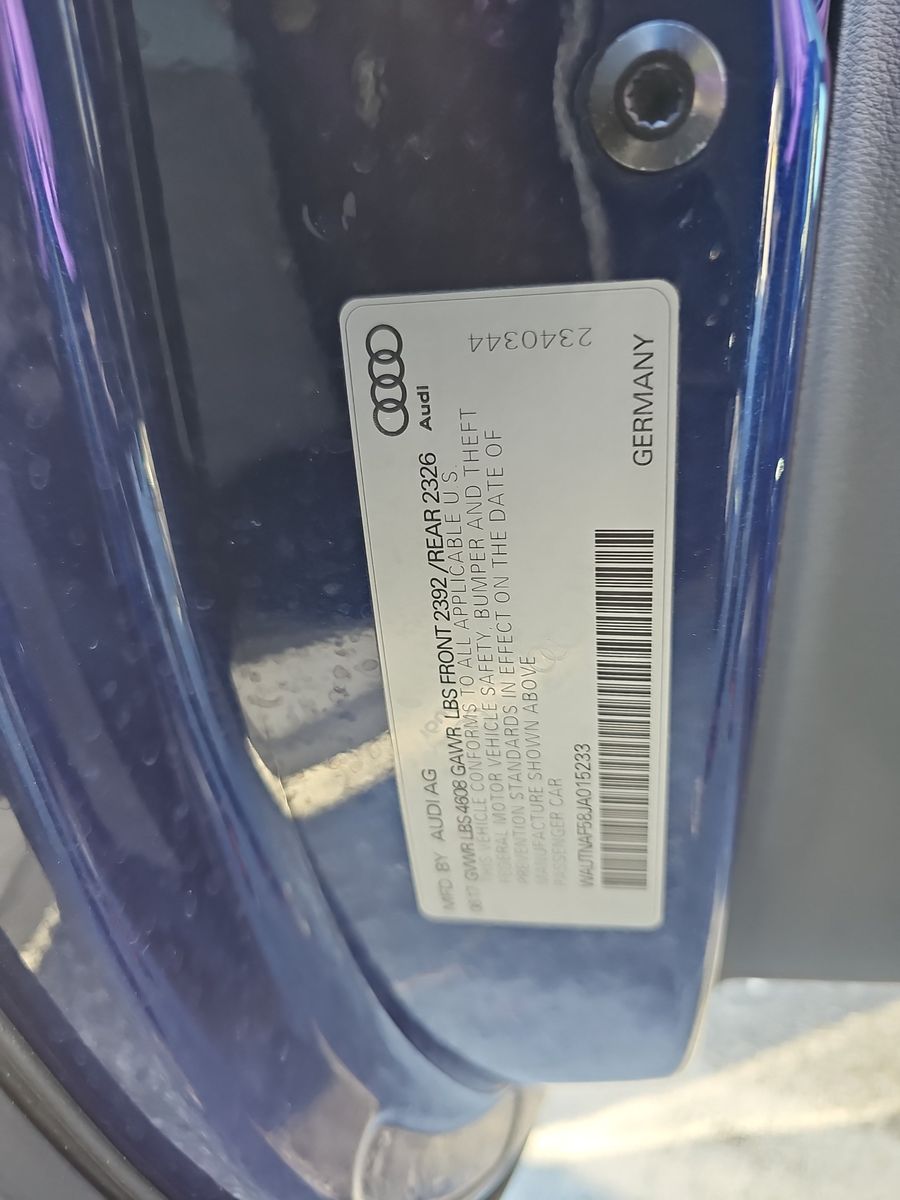 Audi
MFD BY AUDI AG
06.17 GVWR LBS 4608 GAWR LBS FRONT 2392/REAR 2326
THIS VEHICLE CONFORMS TO ALL APPLICABLE U.S.
FEDERAL MOTOR VEHICLE SAFETY, BUMPER AND THEFT
PREVENTION STANDARDS IN EFFECT ON THE DATE OF
MANUFACTURE SHOWN ABOVE
PASSENGER CAR
WAUTNAF58JA015233
GERMANY
2340344